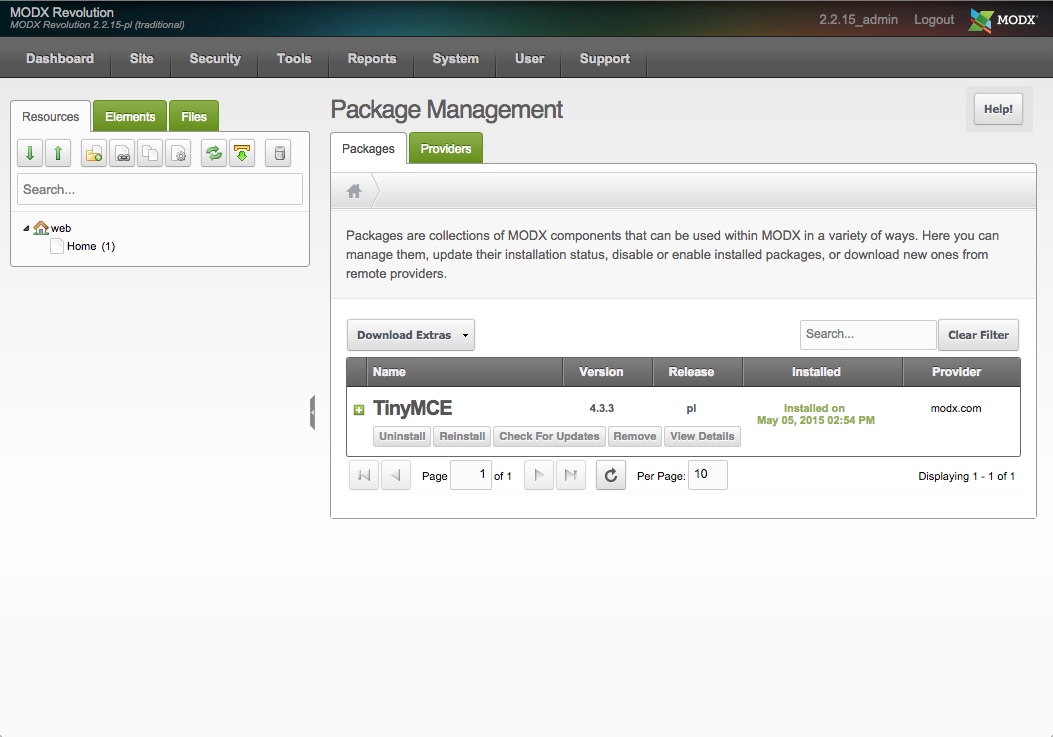 MODX Revolution
MODX Revolution 2.2.15-pl (traditional)
2.2.15_admin Logout MODX
Dashboard Site Security Tools Reports System User Support
Resources Elements Files
Search...
web
Home (1)
Package Management
Help!
Packages Providers
Packages are collections of MODX components that can be used within MODX in a variety of ways. Here you can
manage them, update their installation status, disable or enable installed packages, or download new ones from
remote providers.
Download Extras Search... Clear Filter
Name Version Release Installed Provider
TinyMCE 4.3.3 pl Installed on modx.com
May 05, 2015 02:54 PM
Uninstall Reinstall Check For Updates Remove View Details
Page 1 of 1 Per Page: 10 Displaying 1 - 1 of 1